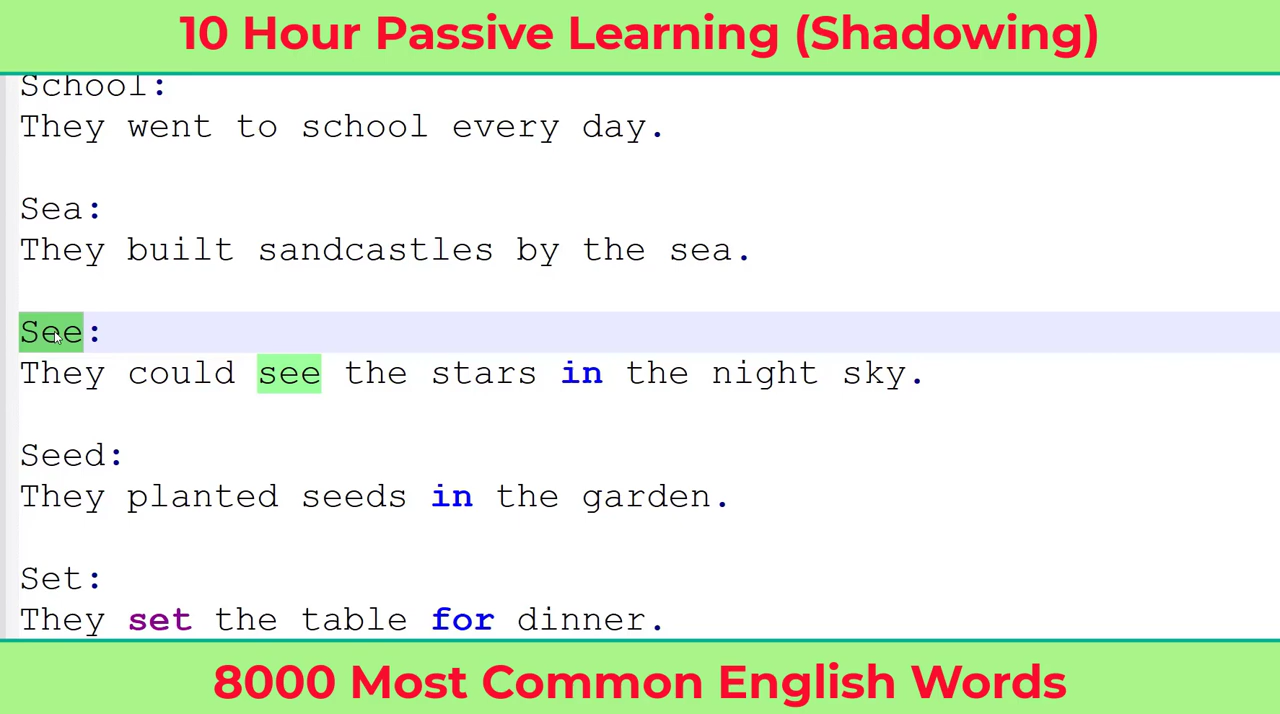 10 Hour Passive Learning (Shadowing)
School:
They went to school every day.
Sea:
They built sandcastles by the sea.
See:
They could see the stars in the night sky.
Seed:
They planted seeds in the garden.
Set:
They set the table for dinner.
8000 Most Common English Words